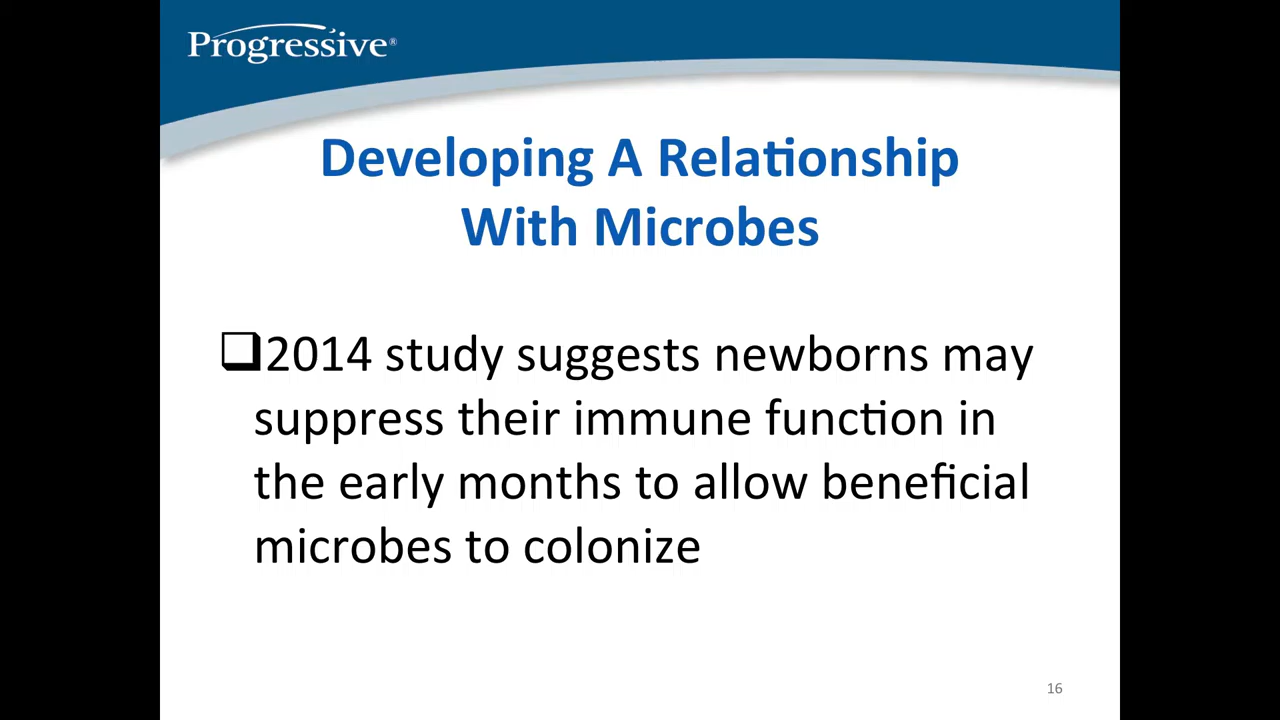 Progressive®
Developing A Relationship
With Microbes
❑2014 study suggests newborns may
suppress their immune function in
the early months to allow beneficial
microbes to colonize
16